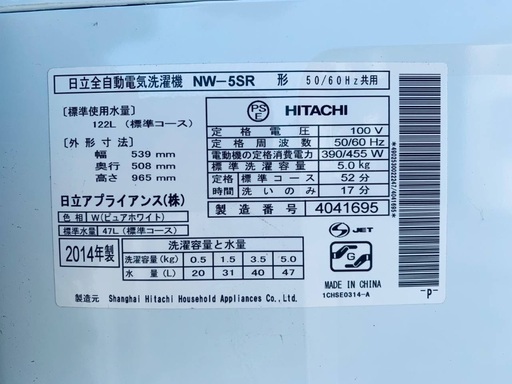 日立全自動電気洗濯機 NW-5SR 形 50/60Hz共用
[標準使用水量]
122L (標準コース)
[外形寸法]
幅 539 mm
奥行 508 mm
高さ 965 mm
日立アプライアンス(株)
色相 W(ピュアホワイト)
標準水量 47L(標準コース)
PS
E
HITACHI
定格電圧 100 V
定格周波数 50/60 Hz
電動機の定格消費電力 390/455 W
標準洗濯容量 5.0 kg
定格 標準コース 52 分
時間 洗いのみ 17 分
製造番号 4041695
2014年製
洗濯容量と水量
洗濯容量(kg) 0.5 1.5 3.5 5.0
水量(L) 20 31 40 47
S JET
G
MADE IN CHINA
製造元 Shanghai Hitachi Household Appliances Co., Ltd.
1CHSE0314-A
-P-